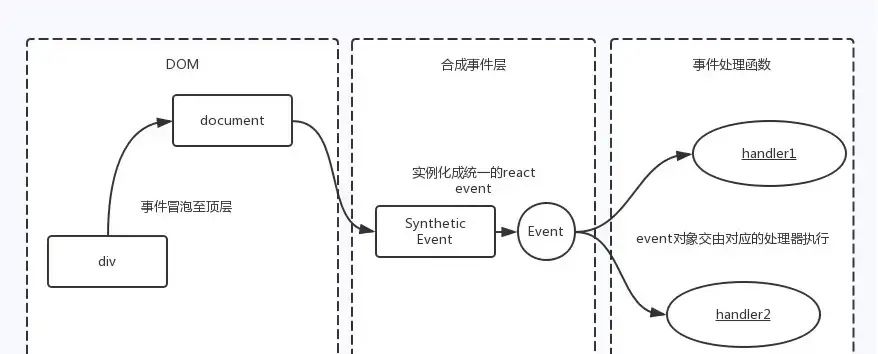 DOM
合成事件层
事件处理函数
document
handler1
实例化成统一的react
event
事件冒泡至顶层
Synthetic
Event
Event
event对象交由对应的处理器执行
div
handler2